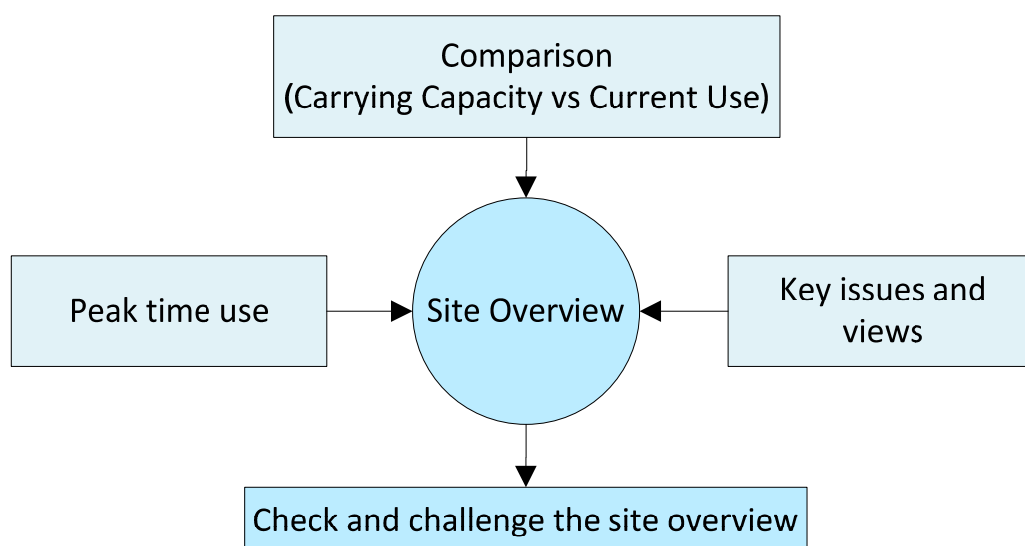 Comparison
(Carrying Capacity vs Current Use)
Peak time use
Site Overview
Key issues and
views
Check and challenge the site overview